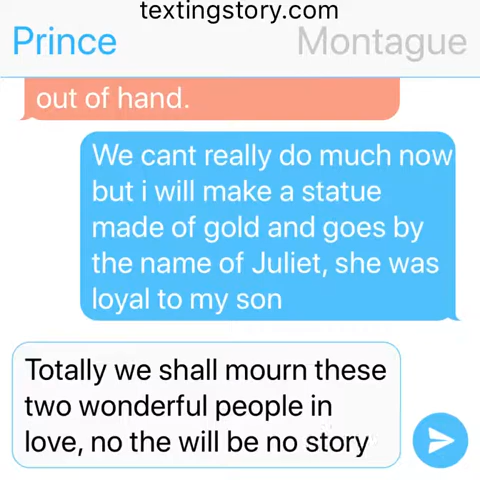 textingstory.com
Prince Montague
out of hand.
We cant really do much now
but i will make a statue
made of gold and goes by
the name of Juliet, she was
loyal to my son
Totally we shall mourn these
two wonderful people in
love, no the will be no story